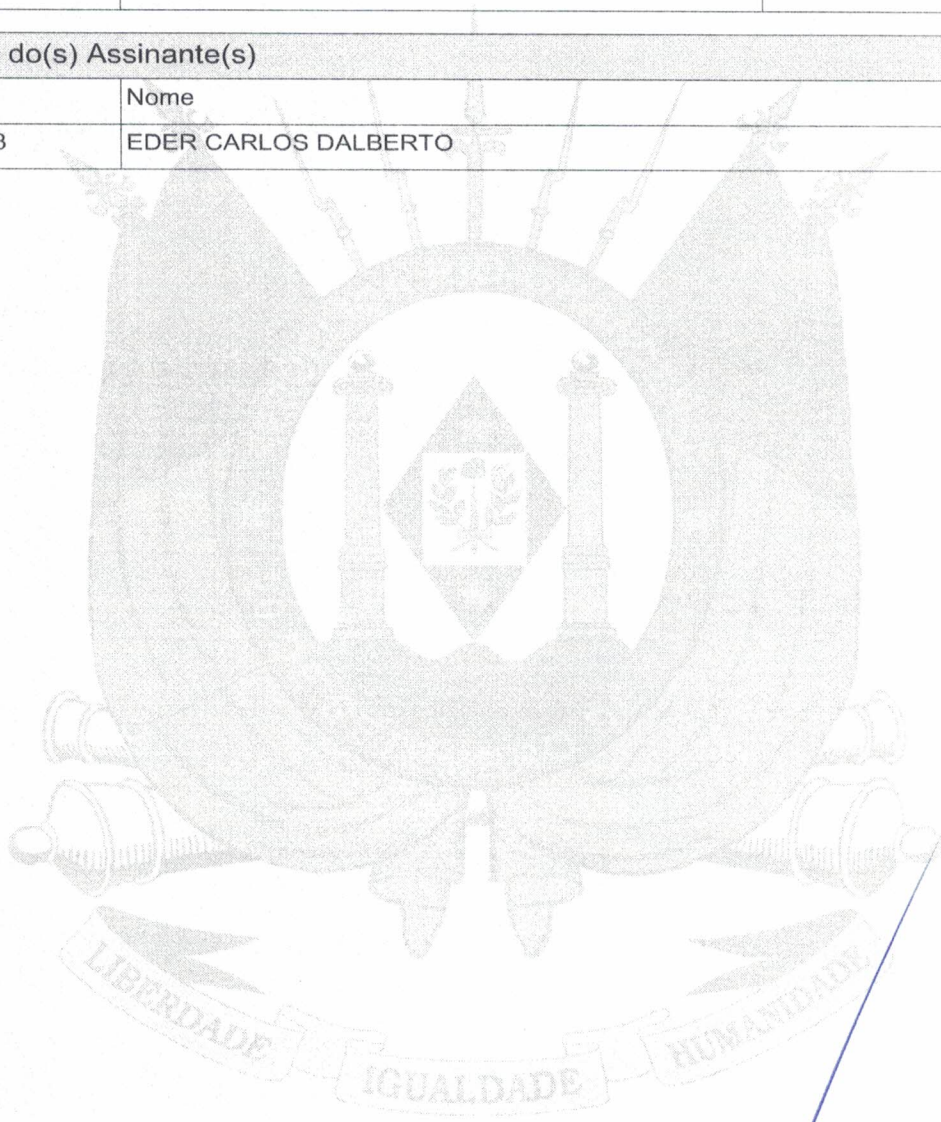 do(s) Assinante(s)
Nome
3 EDER CARLOS DALBERTO
LIBERDADE
IGUALDADE
HUMANIDADE